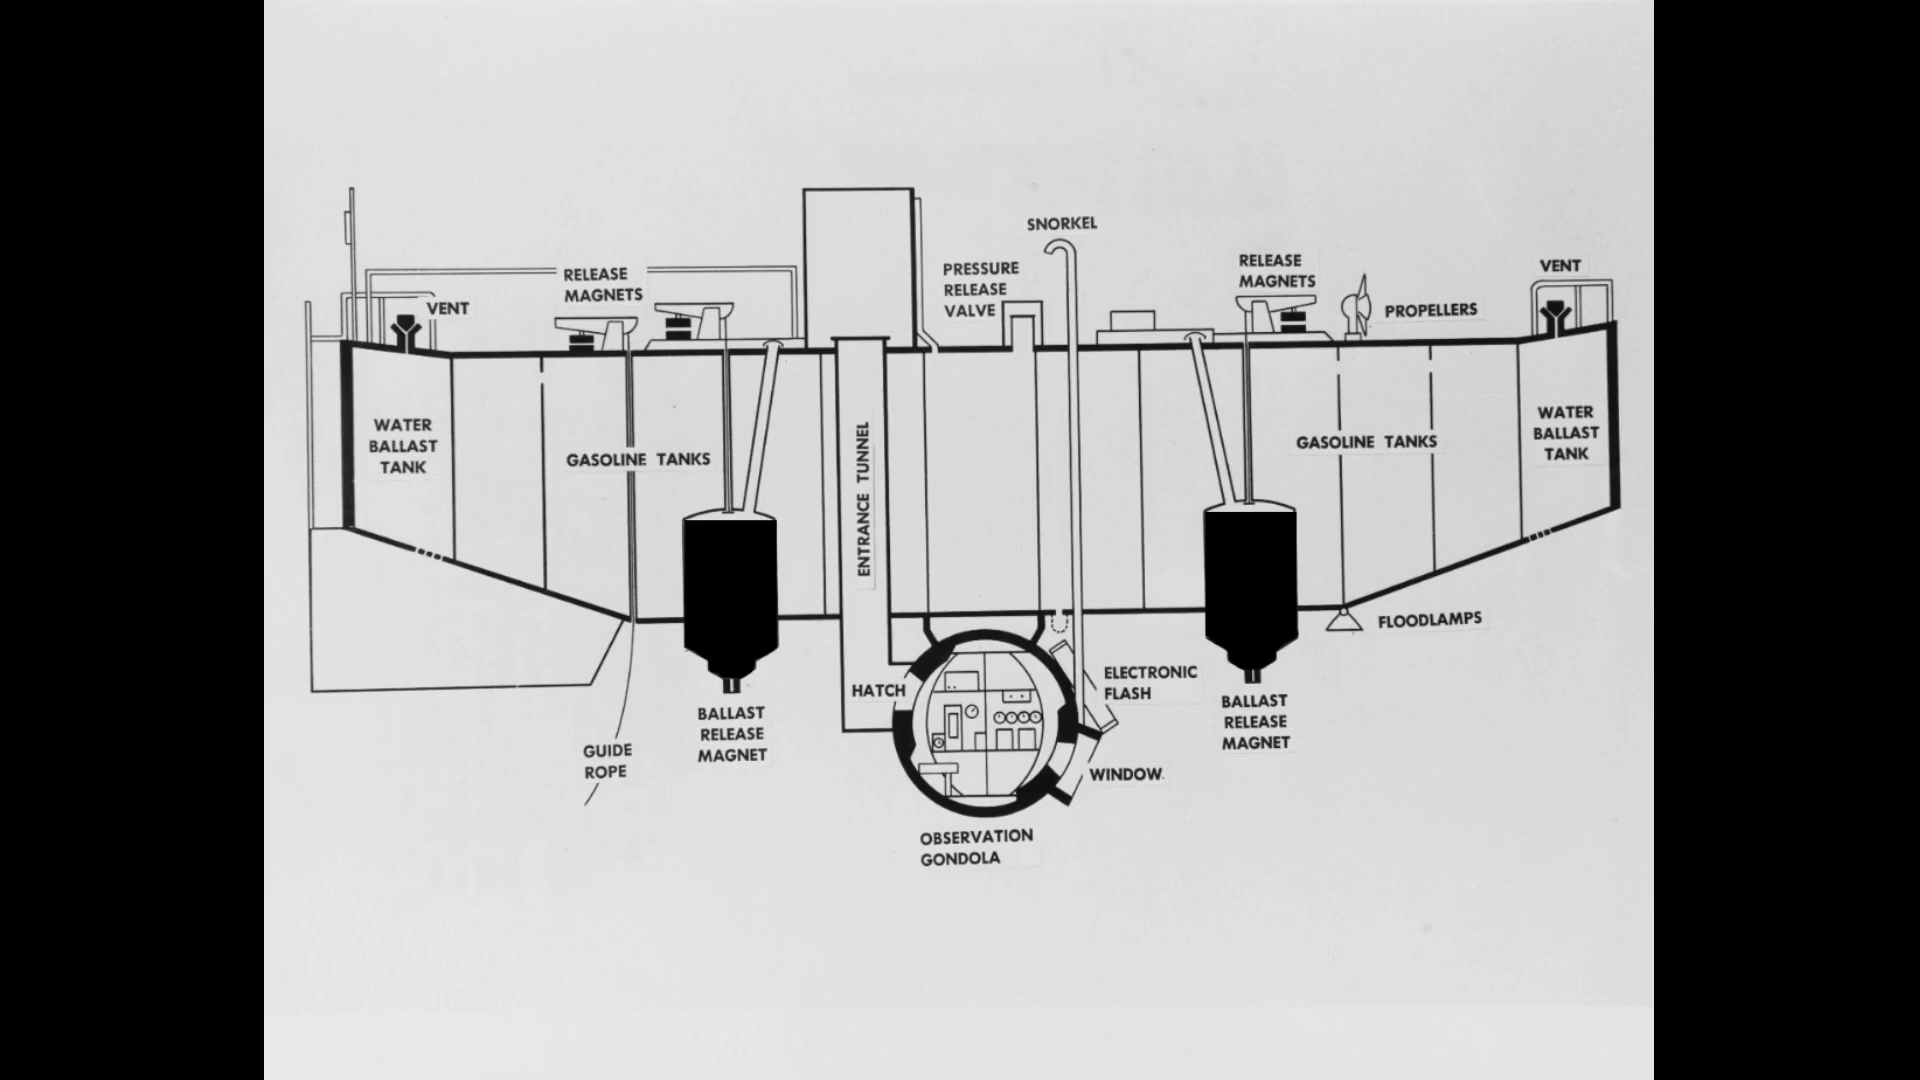 SNORKEL
RELEASE
MAGNETS
PRESSURE
RELEASE
VALVE
RELEASE
MAGNETS
VENT
VENT
PROPELLERS
WATER
BALLAST
TANK
GASOLINE TANKS
ENTRANCE TUNNEL
GASOLINE TANKS
WATER
BALLAST
TANK
FLOODLAMPS
HATCH
ELECTRONIC
FLASH
BALLAST
RELEASE
MAGNET
BALLAST
RELEASE
MAGNET
GUIDE
ROPE
WINDOW
OBSERVATION
GONDOLA